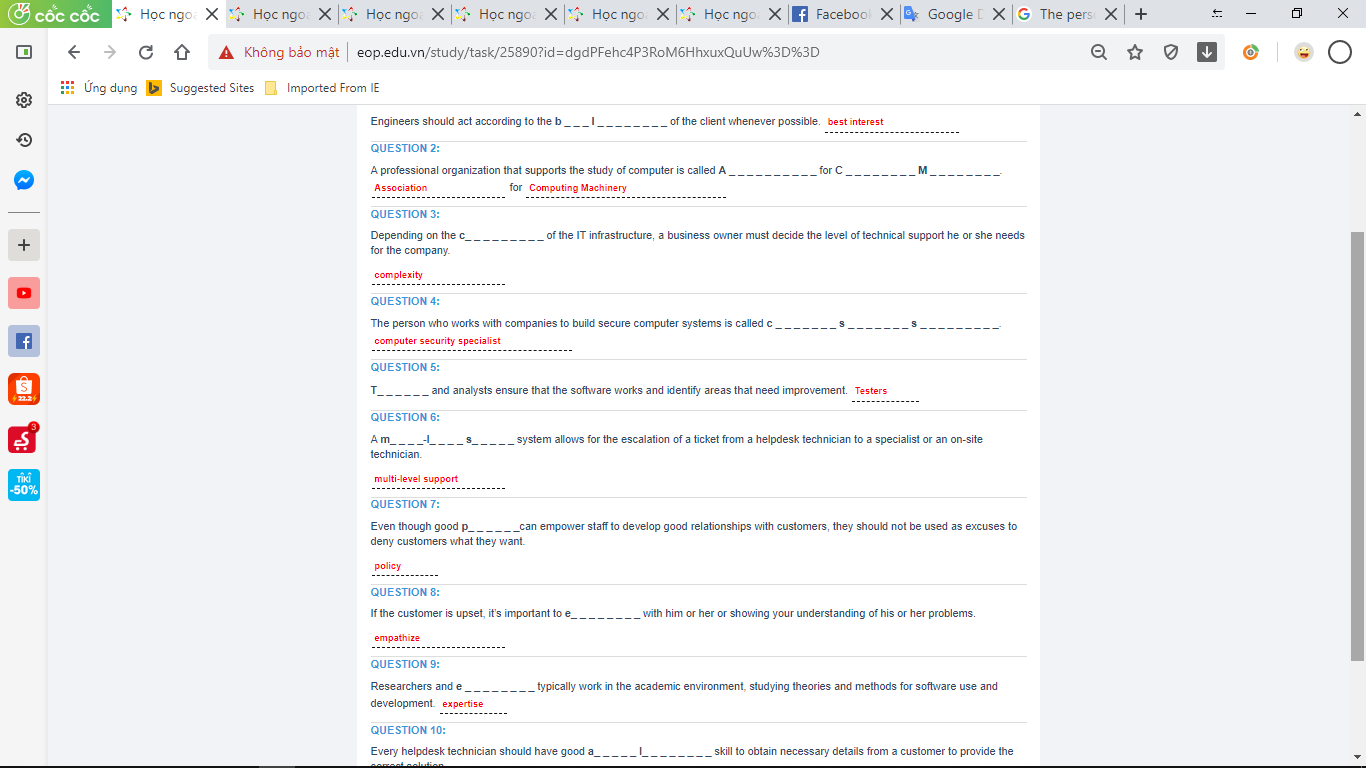 cốc cốc
Học ngoạ
Học ngoạ
Học ngoạ
Học ngoạ
Học ngoạ
Học ngoạ
Facebook
Google D
The perso
Không bảo mật
eop.edu.vn/study/task/25890?id=dgdPFehc4P3RoM6HhxuxQuUw%3D%3D
Ứng dụng
Suggested Sites
Imported From IE
3
22.2
TIKI
-50%
Engineers should act according to the b _ _ _ I _ _ _ _ _ _ _ _ of the client whenever possible. best interest
QUESTION 2:
A professional organization that supports the study of computer is called A _ _ _ _ _ _ _ _ _ _ for C _ _ _ _ _ _ _ _ M _ _ _ _ _ _ _ _.
Association for Computing Machinery
QUESTION 3:
Depending on the c_ _ _ _ _ _ _ _ _ of the IT infrastructure, a business owner must decide the level of technical support he or she needs
for the company.
complexity
QUESTION 4:
The person who works with companies to build secure computer systems is called c _ _ _ _ _ _ _ s _ _ _ _ _ _ _ s _ _ _ _ _ _ _ _ _.
computer security specialist
QUESTION 5:
T_ _ _ _ _ _ and analysts ensure that the software works and identify areas that need improvement. Testers
QUESTION 6:
A m_ _ _ _-l_ _ _ _ s_ _ _ _ _ system allows for the escalation of a ticket from a helpdesk technician to a specialist or an on-site
technician.
multi-level support
QUESTION 7:
Even though good p_ _ _ _ _ _can empower staff to develop good relationships with customers, they should not be used as excuses to
deny customers what they want.
policy
QUESTION 8:
If the customer is upset, it's important to e_ _ _ _ _ _ _ _ with him or her or showing your understanding of his or her problems.
empathize
QUESTION 9:
Researchers and e _ _ _ _ _ _ _ _ typically work in the academic environment, studying theories and methods for software use and
development. expertise
QUESTION 10:
Every helpdesk technician should have good a_ _ _ _ _ l_ _ _ _ _ _ _ _ skill to obtain necessary details from a customer to provide the
correct solution